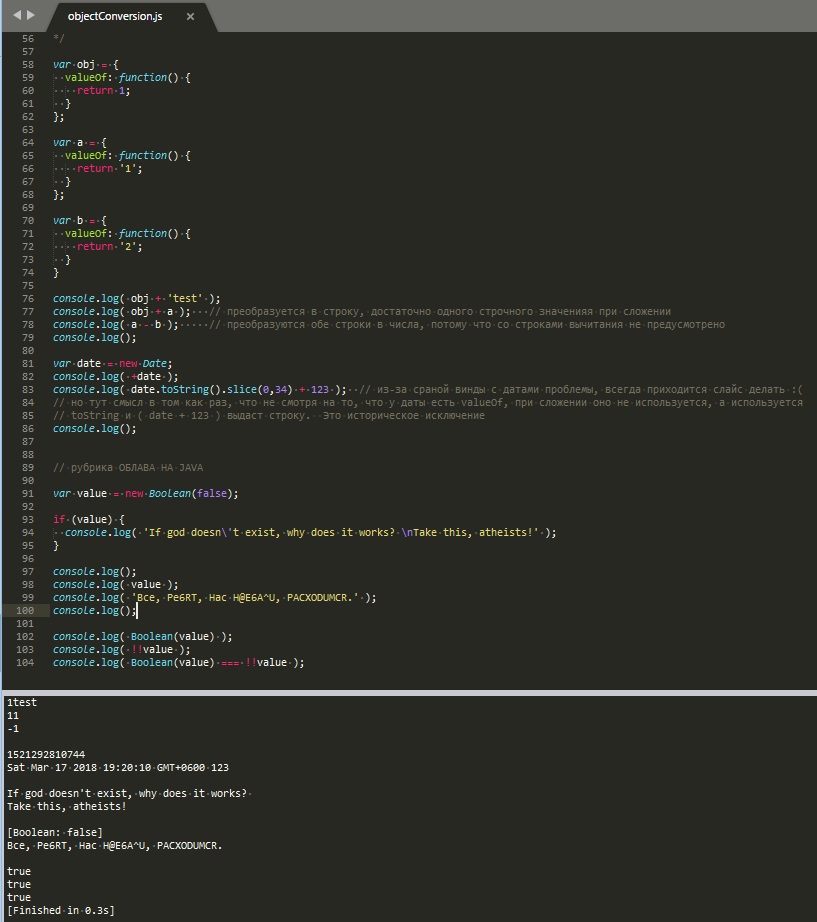 objectConversion.js
56 */
57
58 var obj = {
59 valueOf: function() {
60 return 1;
61 }
62 };
63
64 var a = {
65 valueOf: function() {
66 return '1';
67 }
68 };
69
70 var b = {
71 valueOf: function() {
72 return '2';
73 }
74 }
75
76 console.log( obj + 'test' );
77 console.log( obj + a ); // преобразуется в строку, достаточно одного строчного значенияя при сложении
78 console.log( a - b ); // преобразуются обе строки в числа, потому что со строками вычитания не предусмотрено
79 console.log();
80
81 var date = new Date;
82 console.log( +date );
83 console.log( date.toString().slice(0,34) + 123 ); // из-за сраной винды с датами проблемы, всегда приходится слайс делать :(
84 // но тут смысл в том как раз, что не смотря на то, что у даты есть valueOf, при сложении оно не используется, а используется
85 // toString и ( date + 123 ) выдаст строку. Это историческое исключение
86 console.log();
87
88
89 // рубрика ОБЛАВА НА JAVA
90
91 var value = new Boolean(false);
92
93 if (value) {
94 console.log( 'If god doesn\'t exist, why does it works? \nTake this, atheists!' );
95 }
96
97 console.log();
98 console.log( value );
99 console.log( 'Все, Pe6RT, Нас H@E6A^U, PACXODUMCR.' );
100 console.log();
101
102 console.log( Boolean(value) );
103 console.log( !!value );
104 console.log( Boolean(value) === !!value );
1test
11
-1
1521292810744
Sat Mar 17 2018 19:20:10 GMT+0600 123
If god doesn't exist, why does it works?
Take this, atheists!
[Boolean: false]
Все, Pe6RT, Нас H@E6A^U, PACXODUMCR.
true
true
true
[Finished in 0.3s]